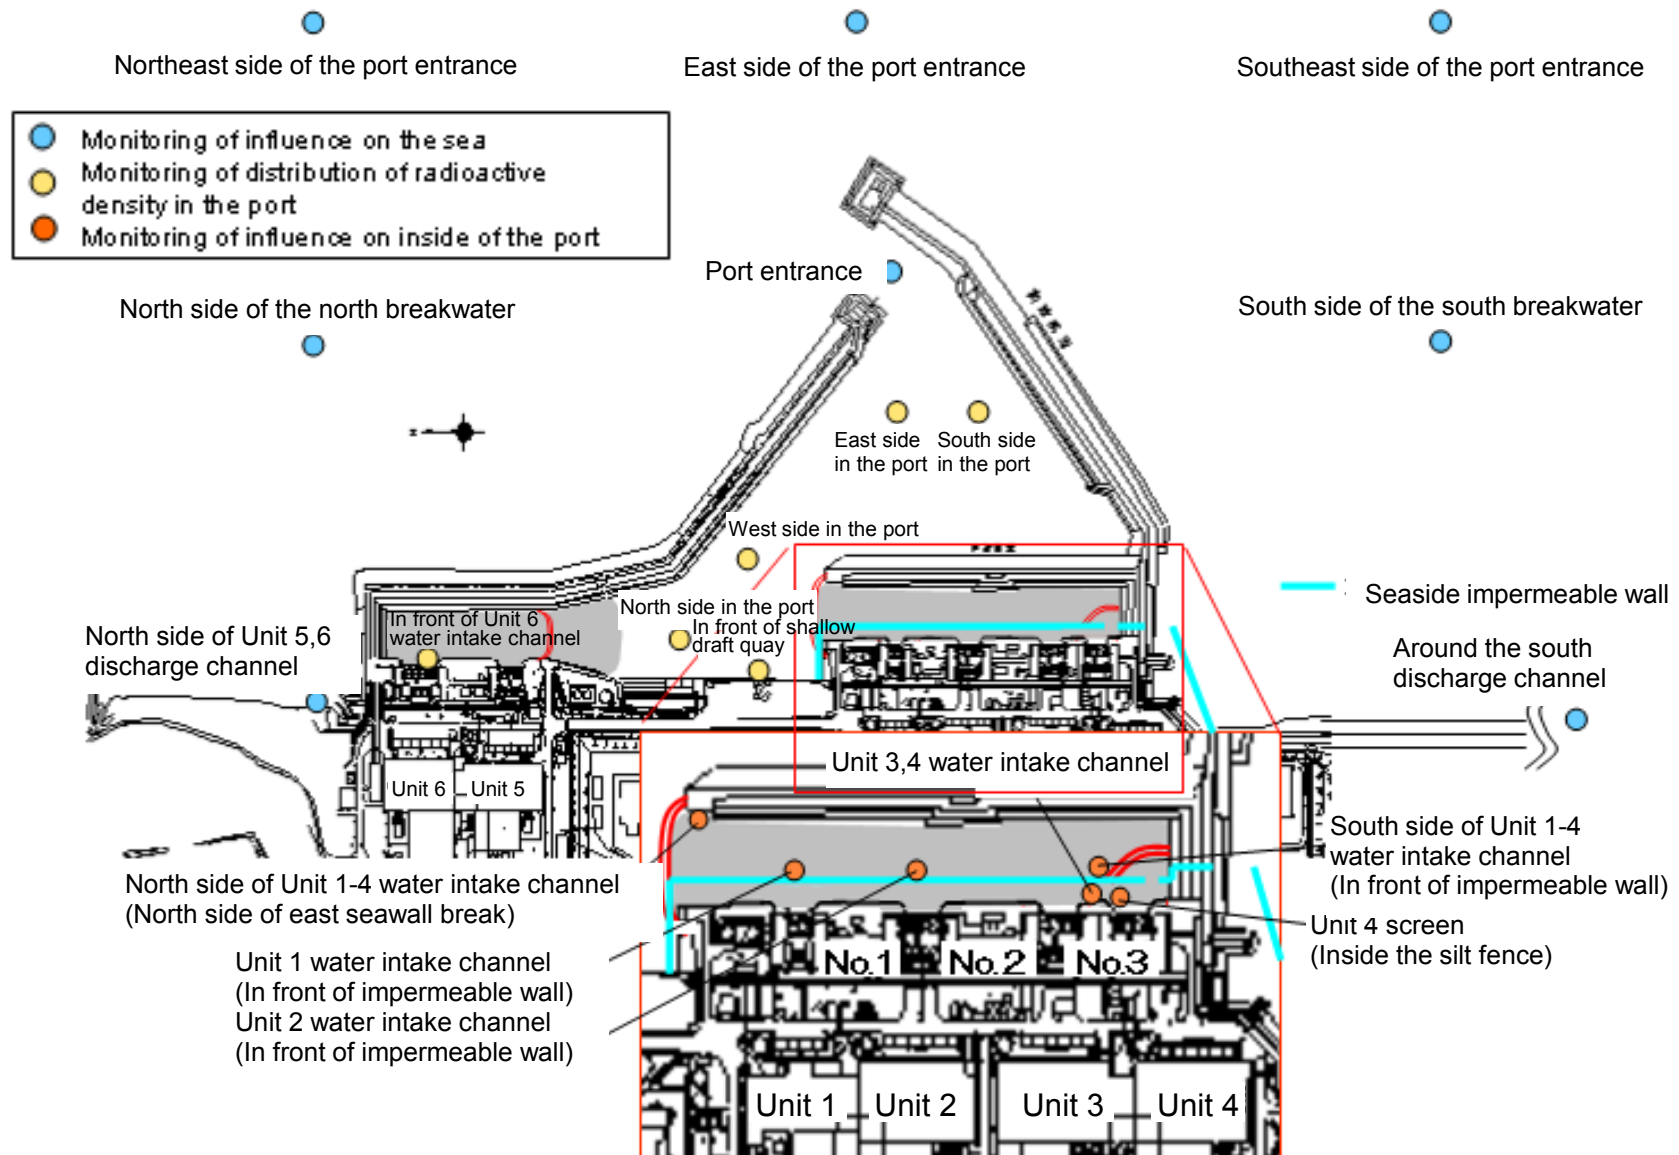 Northeast side of the port entrance
East side of the port entrance
Southeast side of the port entrance
Monitoring of influence on the sea
Monitoring of distribution of radioactive
density in the port
Monitoring of influence on inside of the port
Port entrance
North side of the north breakwater
South side of the south breakwater
East side
in the port
South side
in the port
West side in the port
North side in the port
In front of shallow
draft quay
In front of Unit 6
water intake channel
North side of Unit 5,6
discharge channel
Seaside impermeable wall
Around the south
discharge channel
Unit 6
Unit 5
Unit 3,4 water intake channel
South side of Unit 1-4
water intake channel
(In front of impermeable wall)
North side of Unit 1-4 water intake channel
(North side of east seawall break)
Unit 4 screen
(Inside the silt fence)
Unit 1 water intake channel
(In front of impermeable wall)
Unit 2 water intake channel
(In front of impermeable wall)
No.1
No.2
No.3
Unit 1
Unit 2
Unit 3
Unit 4